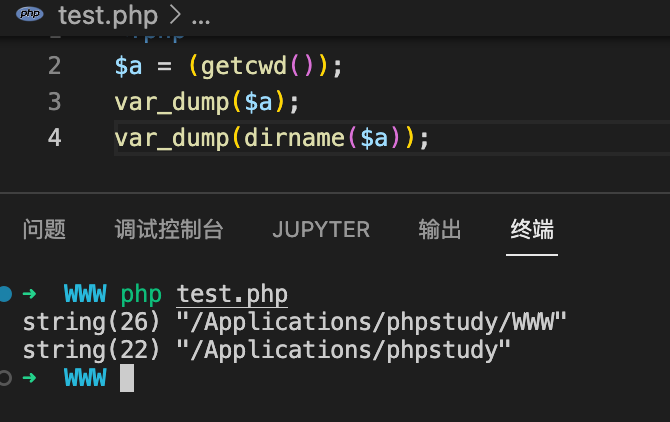 php test.php > ...
1 <?php
2 $a = (getcwd());
3 var_dump($a);
4 var_dump(dirname($a));
问题 调试控制台 JUPYTER 输出 终端
➜ WWW php test.php
string(26) "/Applications/phpstudy/WWW"
string(22) "/Applications/phpstudy"
➜ WWW